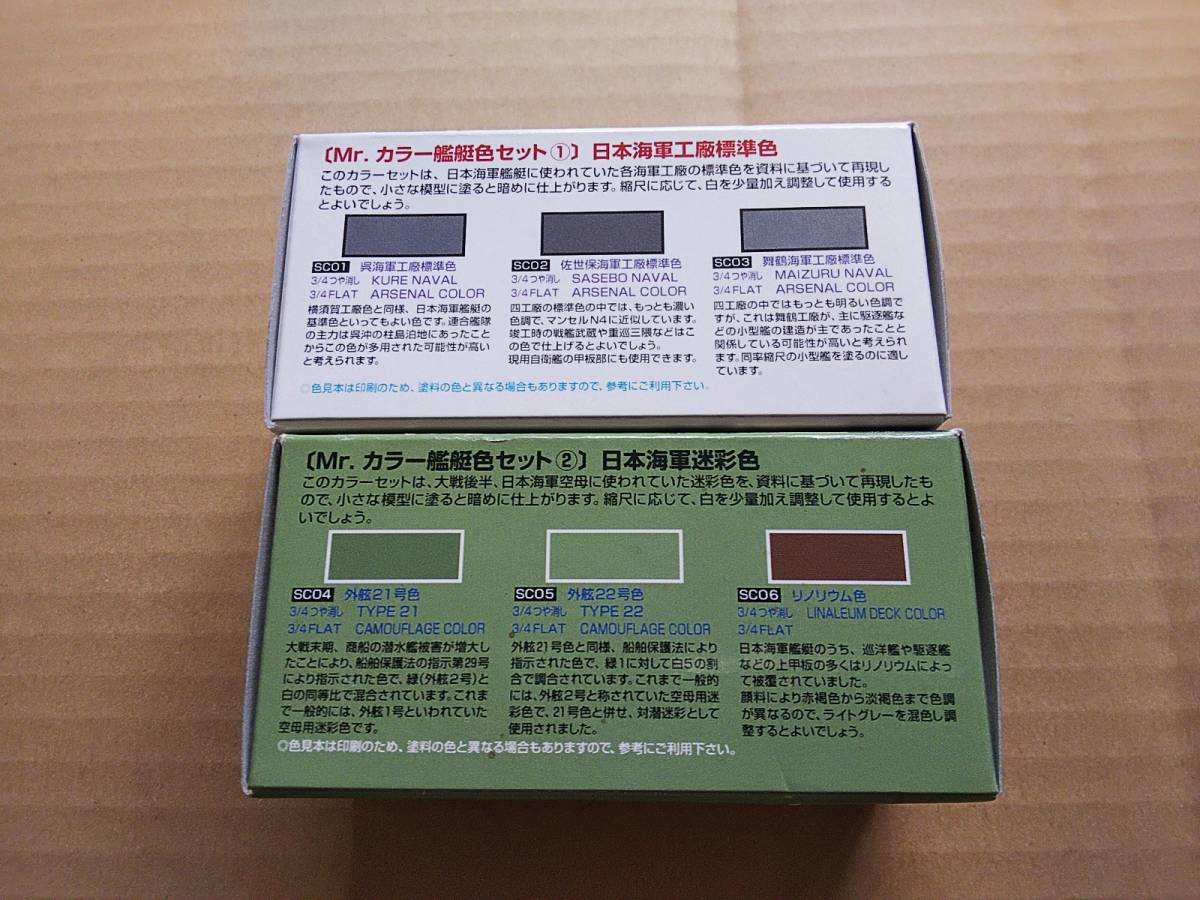 〔Mr. カラー艦艇色セット①〕日本海軍工廠標準色
このカラーセットは、日本海軍艦艇に使われていた各海軍工廠の標準色を資料に基づいて再現し
たもので、小さな模型に塗ると暗めに仕上がります。縮尺に応じて、白を少量加え調整して使用する
とよいでしょう。
SC01 呉海軍工廠標準色
3/4つや消し KURE NAVAL
3/4FLAT ARSENAL COLOR
横須賀工廠色と同様、日本海軍艦艇の
基準色といってもよい色です。連合艦隊
の主力は呉沖の柱島泊地にあったこと
からこの色が多用された可能性が高い
と考えられます。
SC02 佐世保海軍工廠標準色
3/4つや消し SASEBO NAVAL
3/4FLAT ARSENAL COLOR
四工廠の標準色の中では、もっとも濃い
色調で、マンセルN4に近似しています。
竣工時の戦艦武蔵や重巡三隈などはこ
の色で仕上げるとよいでしょう。
現用自衛艦の甲板部にも使用できます。
SC03 舞鶴海軍工廠標準色
3/4つや消し MAIZURU NAVAL
3/4FLAT ARSENAL COLOR
四工廠の中ではもっとも明るい色調で
すが、これは舞鶴工廠が、主に駆逐艦な
どの小型艦の建造が主であったことと
関係している可能性が高いと考えられ
ます。同率縮尺の小型艦を塗るのに適し
ています。
○色見本は印刷のため、塗料の色と異なる場合もありますので、参考にご利用下さい。
〔Mr. カラー艦艇色セット②〕日本海軍迷彩色
このカラーセットは、大戦後半、日本海軍空母に使われていた迷彩色を、資料に基づいて再現したも
ので、小さな模型に塗ると暗めに仕上がります。縮尺に応じて、白を少量加え調整して使用するとよ
いでしょう。
SC04 外舷21号色
3/4つや消し TYPE 21
3/4FLAT CAMOUFLAGE COLOR
大戦末期、商船の潜水艦被害が増大し
たことにより、船舶保護法の指示第29号
により指示された色で、緑(外舷2号)と
白の同等比で混合されています。これま
で一般的には、外舷1号といわれていた
空母用迷彩色です。
SC05 外舷22号色
3/4つや消し TYPE 22
3/4FLAT CAMOUFLAGE COLOR
外舷21号色と同様、船舶保護法により
指示された色で、緑1に対して白5の割
合で調合されています。これまで一般的
には、外舷2号と称されていた空母用迷
彩色で、21号色と併せ、対潜迷彩として
使用されました。
SC06 リノリウム色
3/4つや消し LINALEUM DECK COLOR
3/4FLAT
日本海軍艦艇のうち、巡洋艦や駆逐艦
などの上甲板の多くはリノリウムによっ
て被覆されていました。
顔料により赤褐色から淡褐色まで色調
が異なるので、ライトグレーを混色し調
整するとよいでしょう。
○色見本は印刷のため、塗料の色と異なる場合もありますので、参考にご利用下さい。